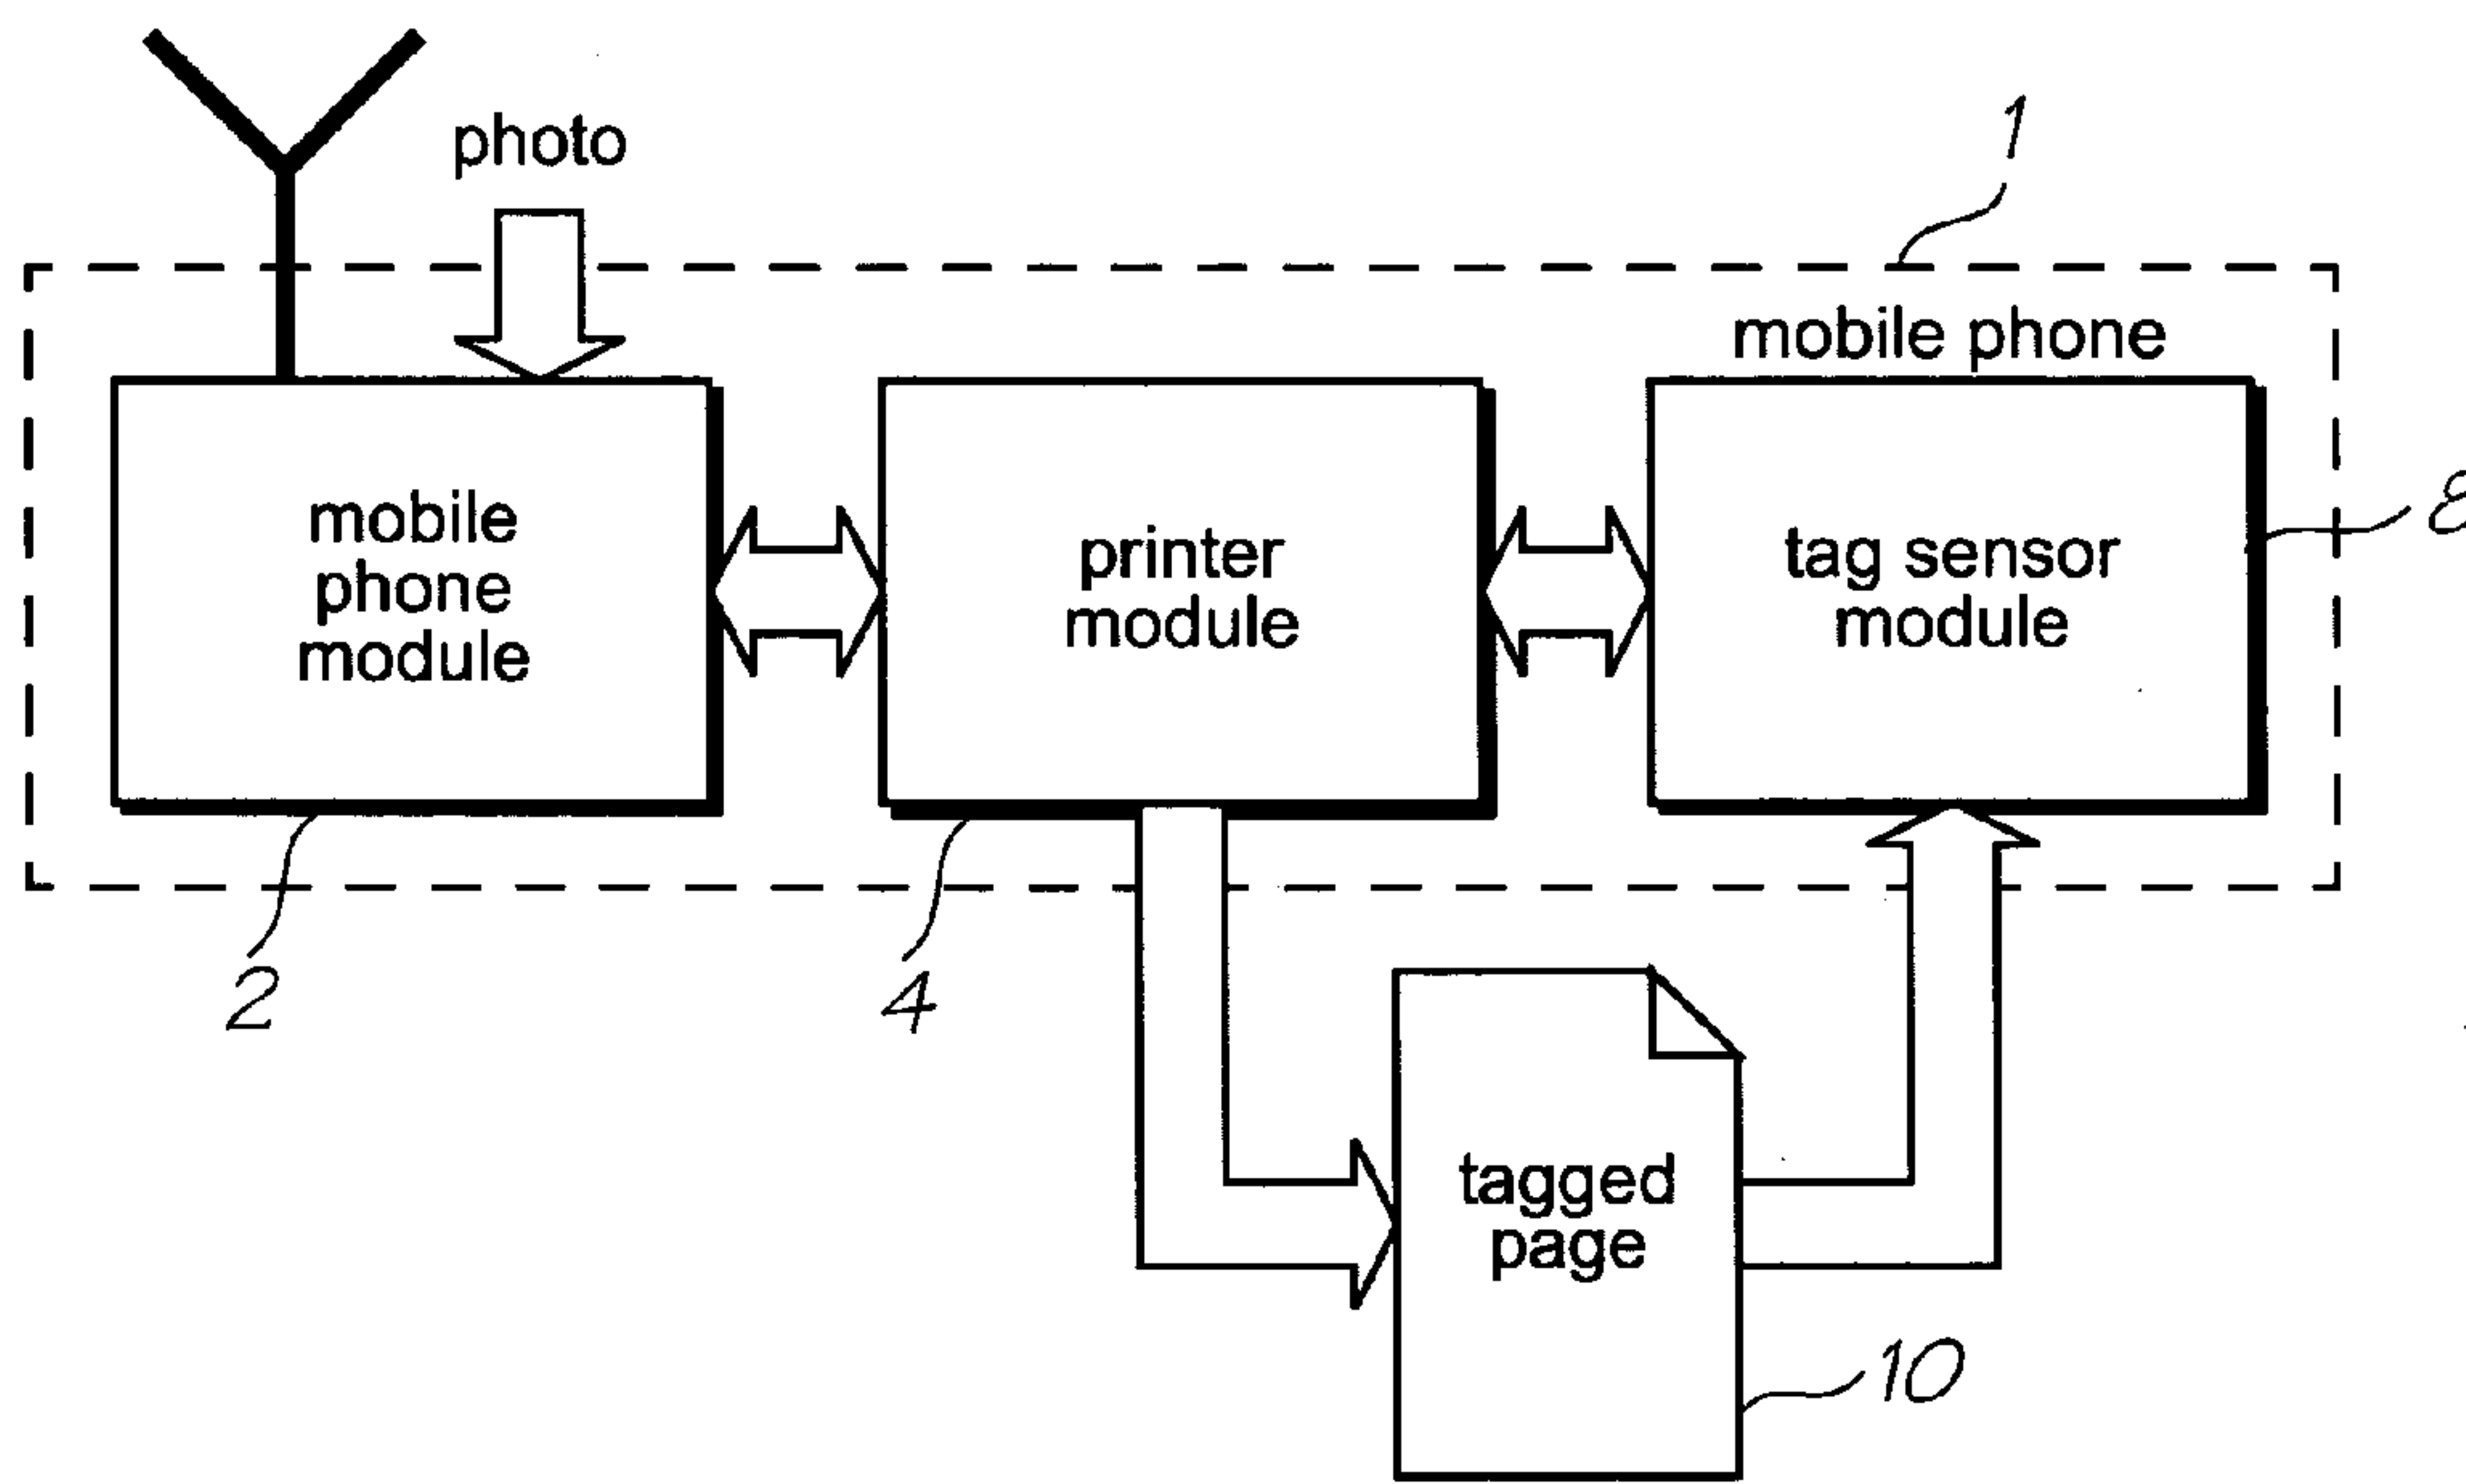 photo
1
mobile phone
mobile
phone
module
printer
module
tag sensor
module
8
2
4
tagged
page
10